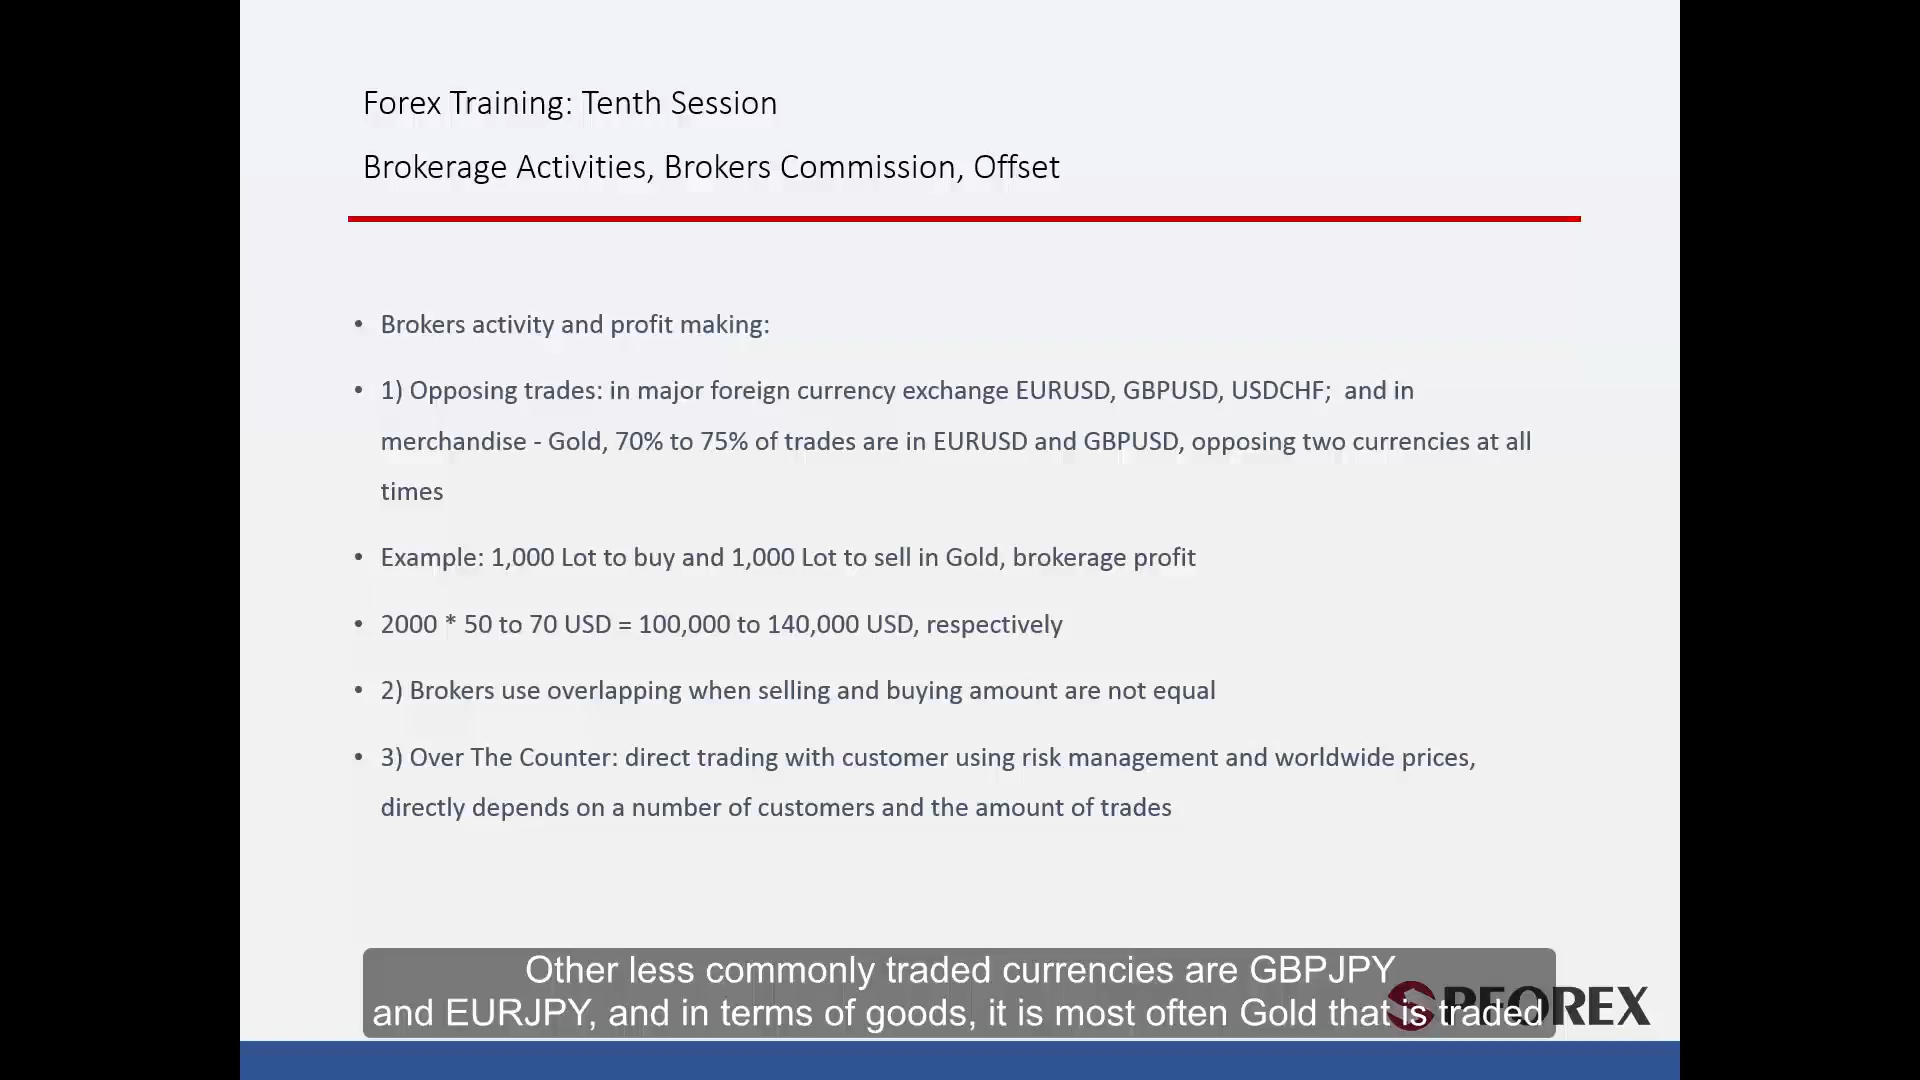 Forex Training: Tenth Session
Brokerage Activities, Brokers Commission, Offset
• Brokers activity and profit making:
• 1) Opposing trades: in major foreign currency exchange EURUSD, GBPUSD, USDCHF;  and in
merchandise - Gold, 70% to 75% of trades are in EURUSD and GBPUSD, opposing two currencies at all
times
• Example: 1,000 Lot to buy and 1,000 Lot to sell in Gold, brokerage profit
• 2000 * 50 to 70 USD = 100,000 to 140,000 USD, respectively
• 2) Brokers use overlapping when selling and buying amount are not equal
• 3) Over The Counter: direct trading with customer using risk management and worldwide prices,
directly depends on a number of customers and the amount of trades
Other less commonly traded currencies are GBPJPY
and EURJPY, and in terms of goods, it is most often Gold that is traded
PFOREX